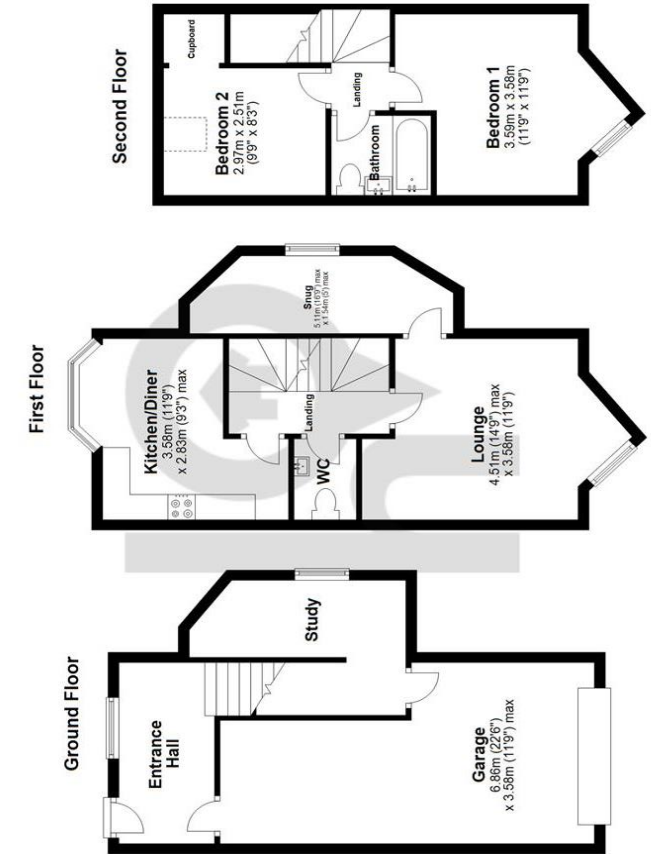 Second Floor
Cupboard
Bedroom 2
2.97m x 2.51m
(9'9" x 8'3")
Landing
Bathroom
Bedroom 1
3.59m x 3.58m
(11'9" x 11'9")
First Floor
Snug
5.11m (16'9") max
x 1.54m (5') max
Kitchen/Diner
3.58m (11'9")
x 2.83m (9'3") max
Landing
WC
Lounge
4.51m (14'9") max
x 3.58m (11'9")
Ground Floor
Study
Entrance
Hall
Garage
6.86m (22'6")
x 3.58m (11'9") max